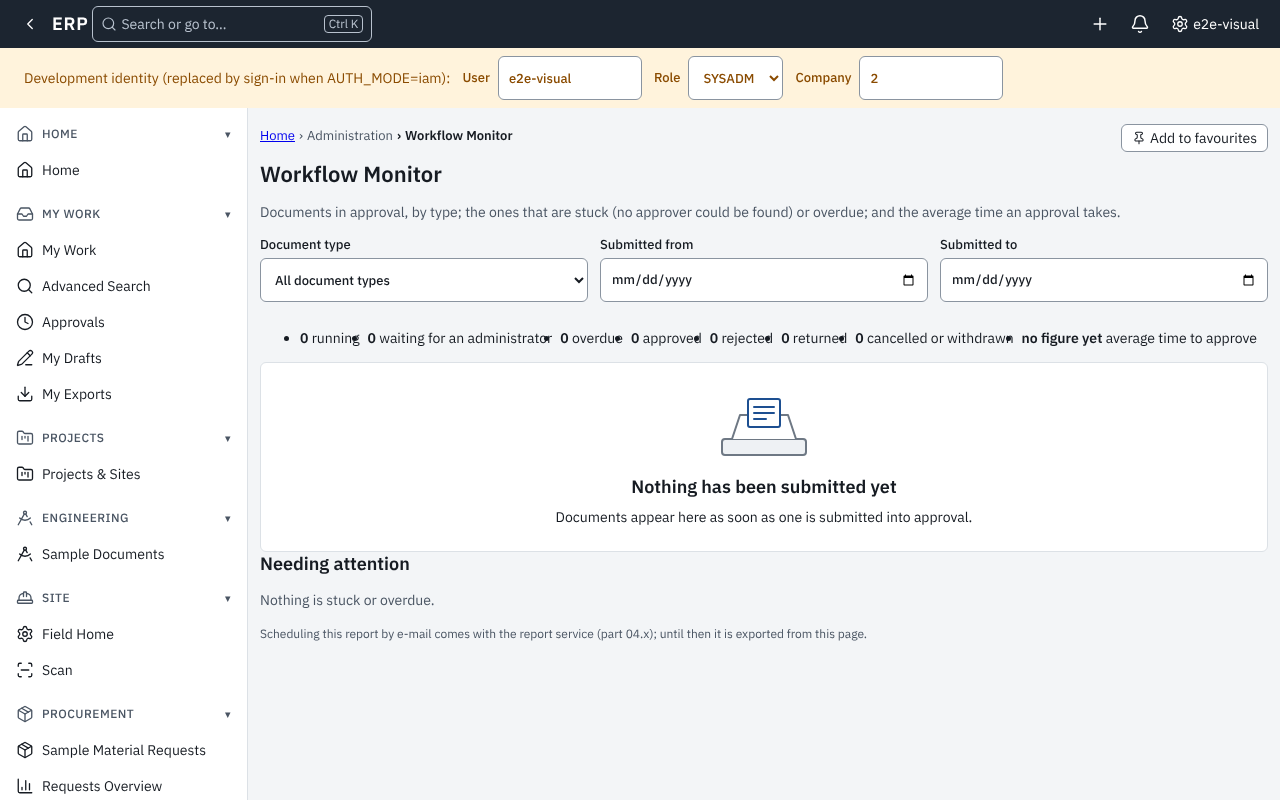 ERP
Search or go to...
Ctrl K
e2e-visual
Development identity (replaced by sign-in when AUTH_MODE=iam): User e2e-visual Role SYSADM Company 2
HOME
Home
MY WORK
My Work
Advanced Search
Approvals
My Drafts
My Exports
PROJECTS
Projects & Sites
ENGINEERING
Sample Documents
SITE
Field Home
Scan
PROCUREMENT
Sample Material Requests
Requests Overview
Home › Administration › Workflow Monitor
Add to favourites
Workflow Monitor
Documents in approval, by type; the ones that are stuck (no approver could be found) or overdue; and the average time an approval takes.
Document type
All document types
Submitted from
mm/dd/yyyy
Submitted to
mm/dd/yyyy
• 0 running • 0 waiting for an administrator • 0 overdue • 0 approved • 0 rejected • 0 returned • 0 cancelled or withdrawn • no figure yet average time to approve
Nothing has been submitted yet
Documents appear here as soon as one is submitted into approval.
Needing attention
Nothing is stuck or overdue.
Scheduling this report by e-mail comes with the report service (part 04.x); until then it is exported from this page.